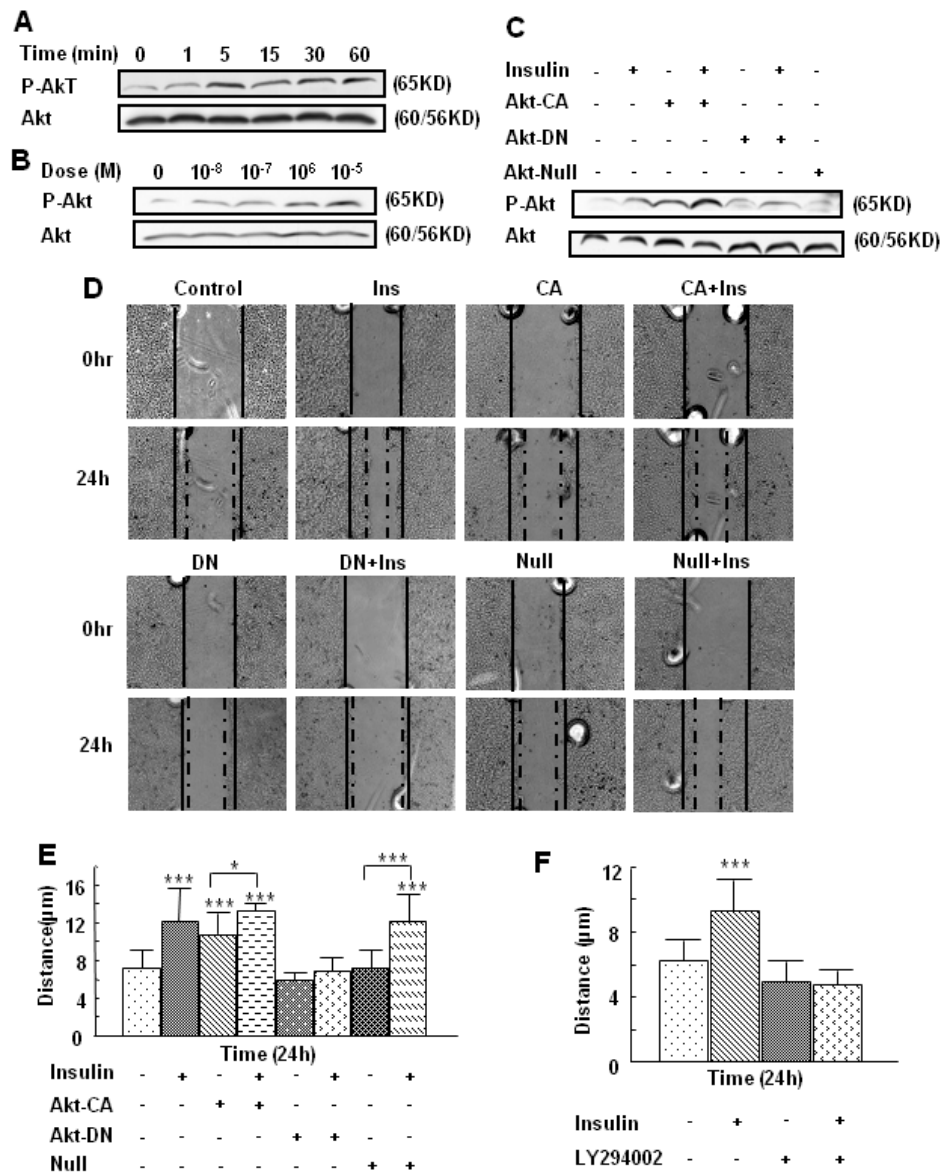 A
Time (min) 0 1 5 15 30 60
P-AkT (65KD)
Akt (60/56KD)
B
Dose (M) 0 10-8 10-7 106 10-5
P-Akt (65KD)
Akt (60/56KD)
C
Insulin - + - + - + -
Akt-CA - - + + - - -
Akt-DN - - - - + + -
Akt-Null - - - - - - +
P-Akt (65KD)
Akt (60/56KD)
D
Control Ins CA CA+Ins
0hr
24h
DN DN+Ins Null Null+Ins
0hr
24h
E
Distance(µm)
16
12
8
4
0
*** *** * *** *** ***
Time (24h)
Insulin - + - + - + - +
Akt-CA - - + + - - - -
Akt-DN - - - - + + - -
Null - - - - - - + +
F
Distance (µm)
12
8
4
0
***
Time (24h)
Insulin - + - +
LY294002 - - + +